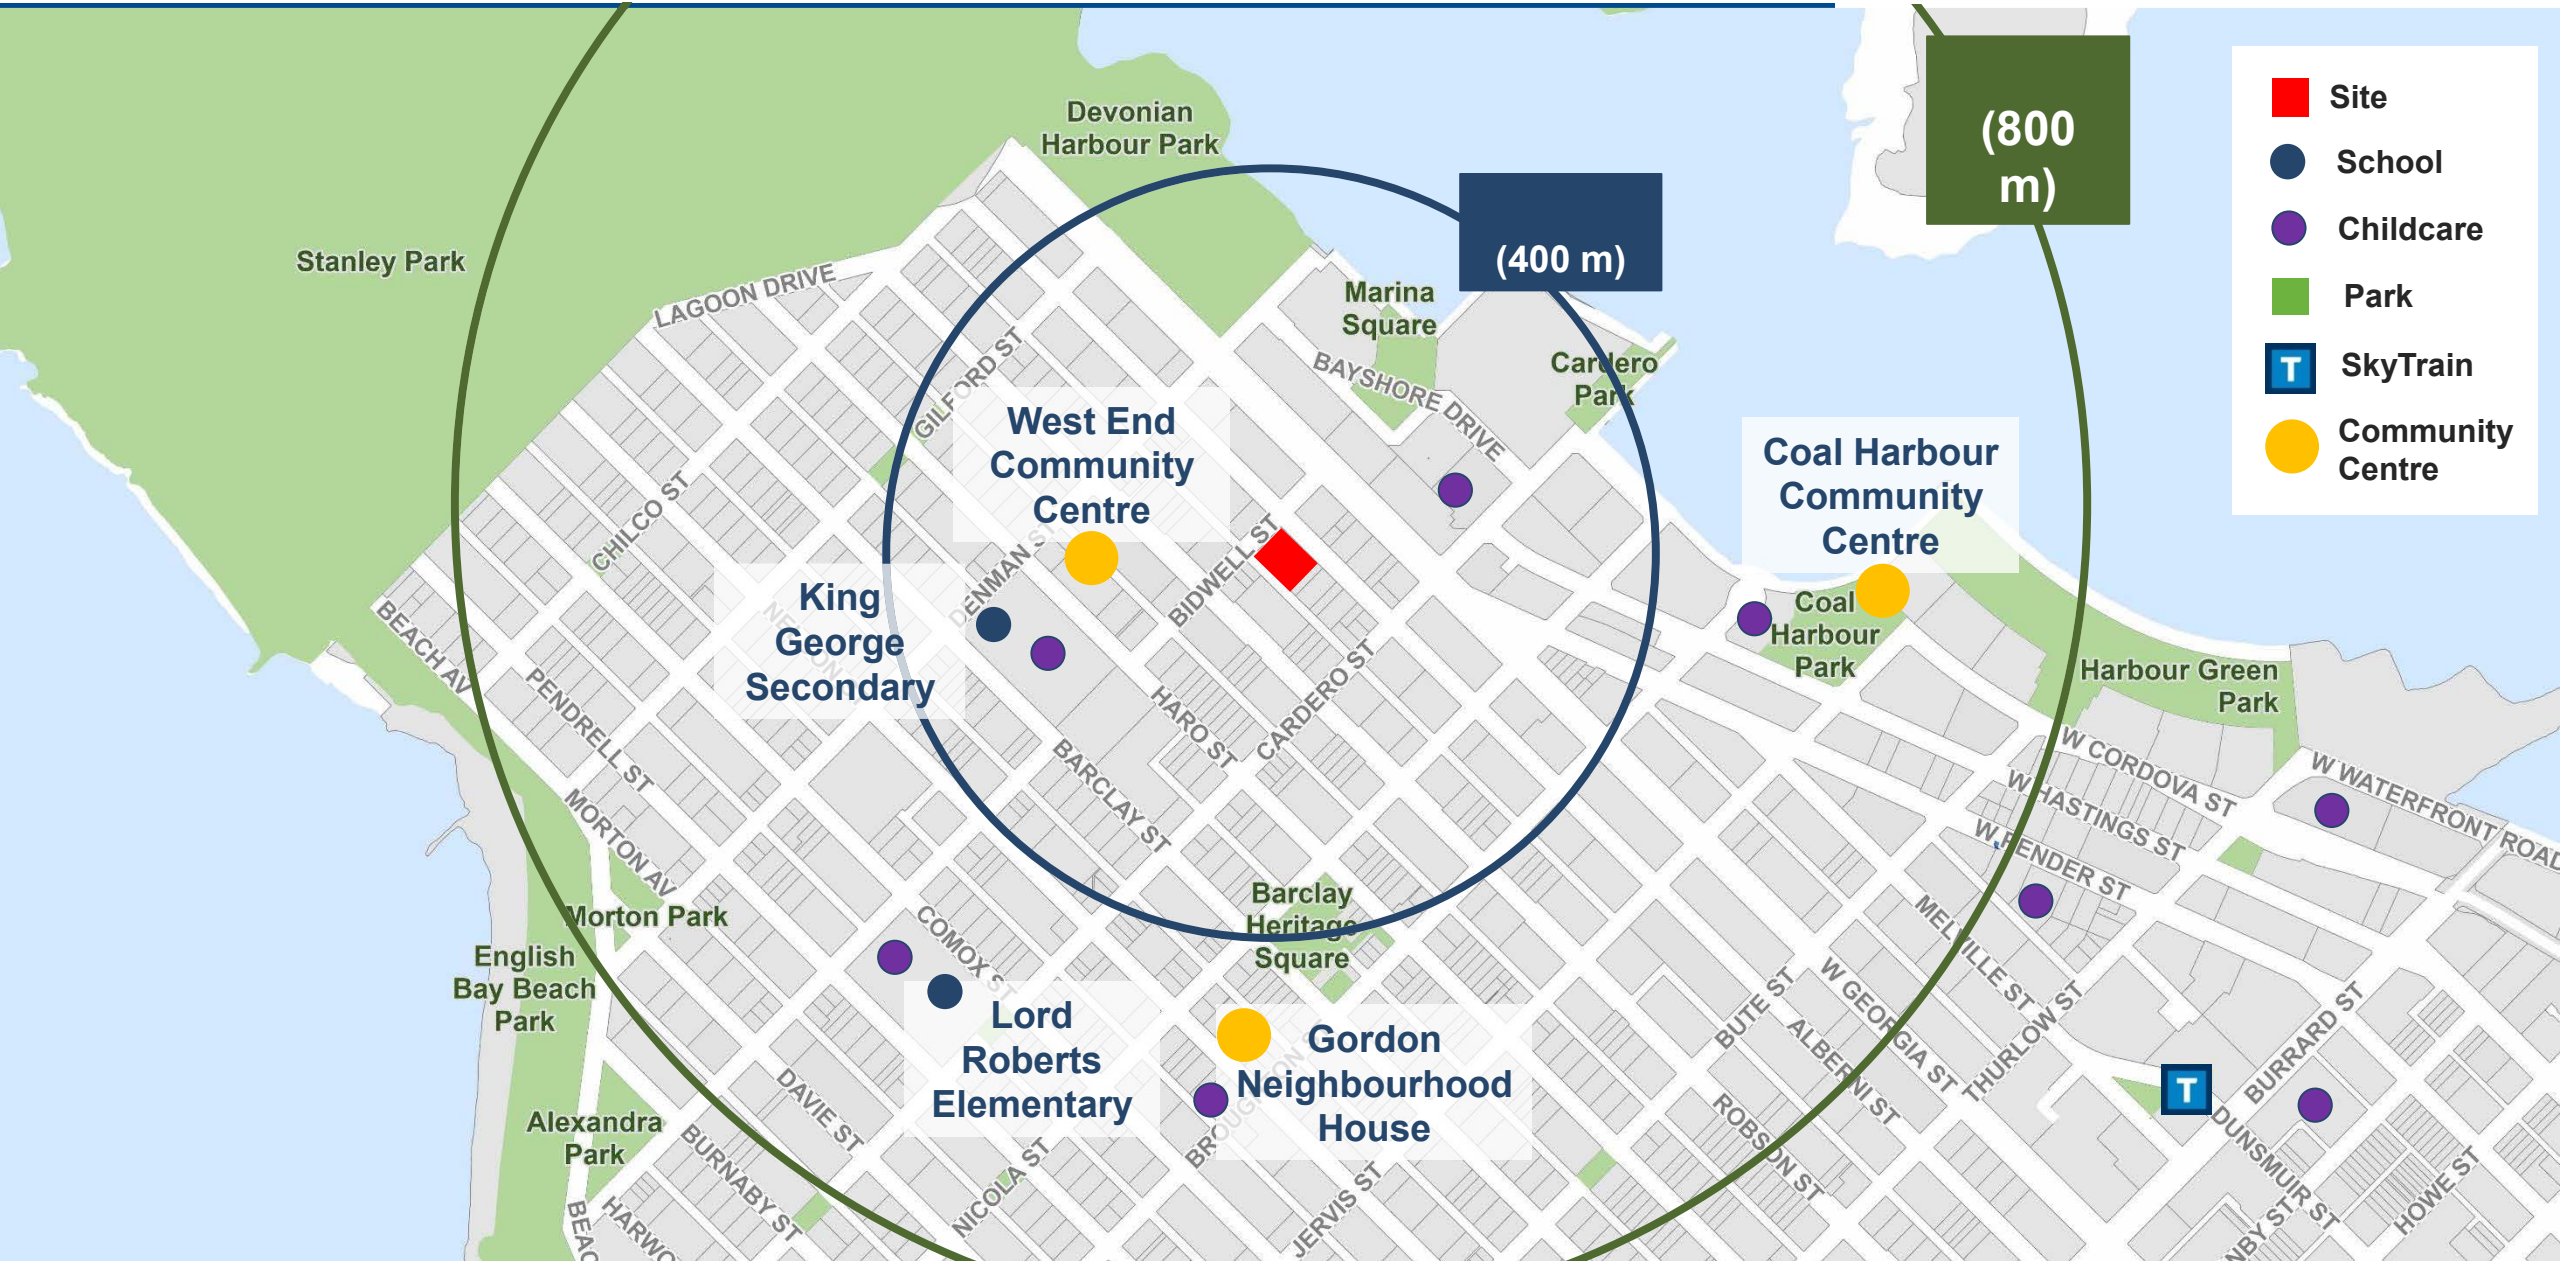 Devonian
Harbour Park
(800
m)
Site
School
Childcare
Park
T
SkyTrain
Community
Centre
Stanley Park
LAGOON DRIVE
(400 m)
Marina
Square
BAYSHORE DRIVE
Cardero
Park
GILFORD ST
West End
Community
Centre
Coal Harbour
Community
Centre
CHILCO ST
DENMAN ST
BIDWELL ST
King
George
Secondary
NELSON
BEACH AV
PENDRELL ST
HARO ST
CARDERO ST
Coal
Harbour
Park
Harbour Green
Park
BARCLAY ST
MORTON AV
W CORDOVA ST
W HASTINGS ST
W PENDER ST
W WATERFRONT ROAD
Morton Park
English
Bay Beach
Park
COMOX ST
Barclay
Heritage
Square
MELVILLE ST
Lord
Roberts
Elementary
Gordon
Neighbourhood
House
BUTE ST
W GEORGIA ST
THURLOW ST
BURRARD ST
ALBERNI ST
T
Alexandra
Park
DAVIE ST
BURNABY ST
NICOLA ST
JERVIS ST
ROBSON ST
DUNSMUIR ST
HOWE ST